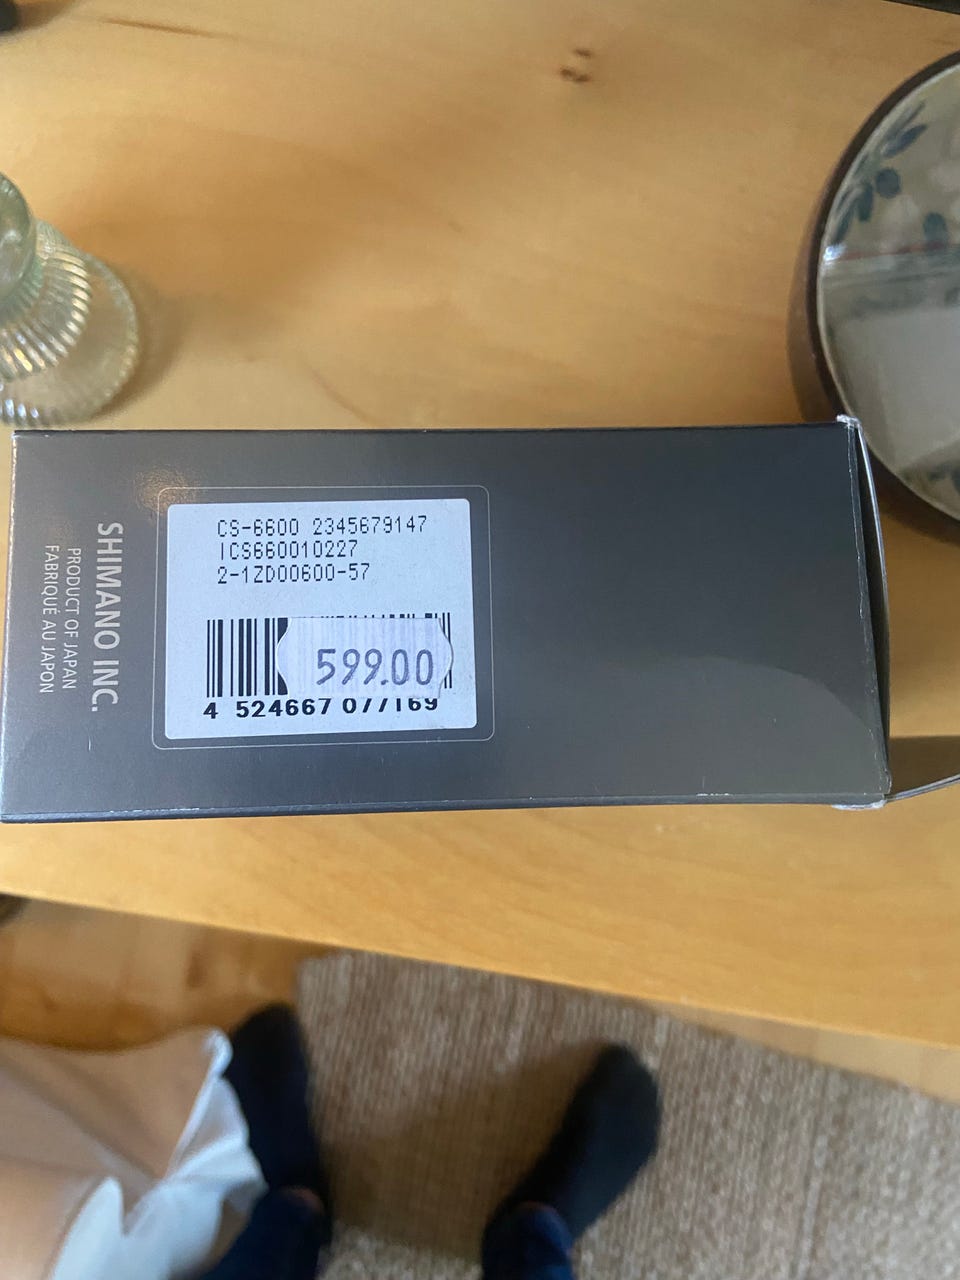 SHIMANO INC.
PRODUCT OF JAPAN
FABRIQUÉ AU JAPON
CS-6600 2345679147
ICS660010227
2-1ZD00600-57
599.00
4 524667 077169